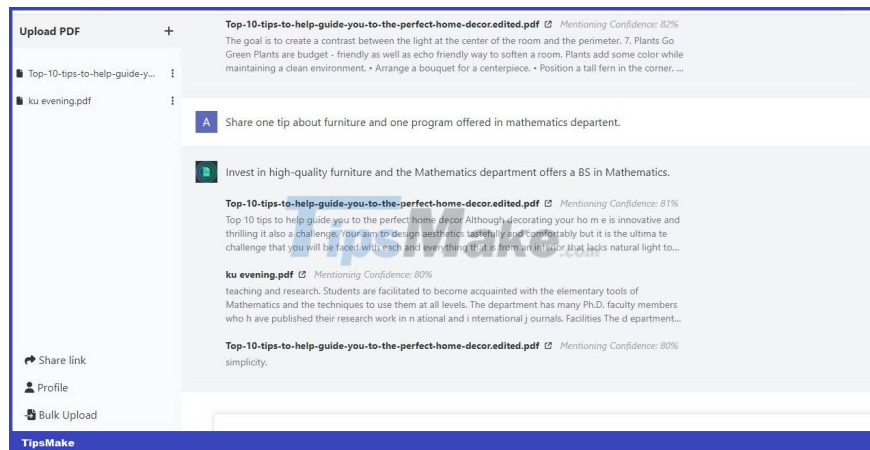 Upload PDF +
Top-10-tips-to-help-guide-y...
ku evening.pdf
Share link
Profile
Bulk Upload
Top-10-tips-to-help-guide-you-to-the-perfect-home-decor.edited.pdf Mentioning Confidence: 82%
The goal is to create a contrast between the light at the center of the room and the perimeter. 7. Plants Go
Green Plants are budget - friendly as well as echo friendly way to soften a room. Plants add some color while
maintaining a clean environment. • Arrange a bouquet for a centerpiece. • Position a tall fern in the corner. ...
A Share one tip about furniture and one program offered in mathematics departent.
Invest in high-quality furniture and the Mathematics department offers a BS in Mathematics.
Top-10-tips-to-help-guide-you-to-the-perfect-home-decor.edited.pdf Mentioning Confidence: 81%
Top 10 tips to help guide you to the perfect home decor Although decorating your ho m e is innovative and
thrilling it also a challenge. Your aim to design aesthetics tastefully and comfortably but it is the ultima te
challenge that you will be faced with each and everything that is from an interior that lacks natural light to...
TipsMake.com
ku evening.pdf Mentioning Confidence: 80%
teaching and research. Students are facilitated to become acquainted with the elementary tools of
Mathematics and the techniques to use them at all levels. The department has many Ph.D. faculty members
who h ave published their research work in n ational and i nternational j ournals. Facilities The d epartment...
Top-10-tips-to-help-guide-you-to-the-perfect-home-decor.edited.pdf Mentioning Confidence: 80%
simplicity.
TipsMake